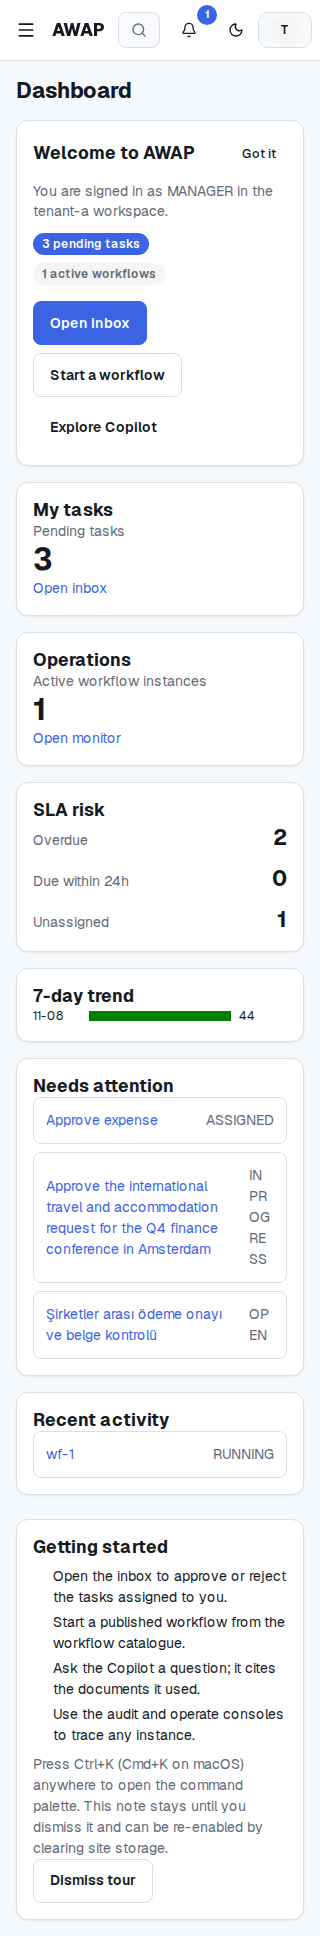 AWAP
1
T
Dashboard
Welcome to AWAP
Got it
You are signed in as MANAGER in the
tenant-a workspace.
3 pending tasks
1 active workflows
Open inbox
Start a workflow
Explore Copilot
My tasks
Pending tasks
3
Open inbox
Operations
Active workflow instances
1
Open monitor
SLA risk
Overdue 2
Due within 24h 0
Unassigned 1
7-day trend
11-08 44
Needs attention
Approve expense ASSIGNED
Approve the international
travel and accommodation
request for the Q4 finance
conference in Amsterdam
IN
PR
OG
RE
SS
Şirketler arası ödeme onayı
ve belge kontrolü
OP
EN
Recent activity
wf-1 RUNNING
Getting started
Open the inbox to approve or reject
the tasks assigned to you.
Start a published workflow from the
workflow catalogue.
Ask the Copilot a question; it cites
the documents it used.
Use the audit and operate consoles
to trace any instance.
Press Ctrl+K (Cmd+K on macOS)
anywhere to open the command
palette. This note stays until you
dismiss it and can be re-enabled by
clearing site storage.
Dismiss tour